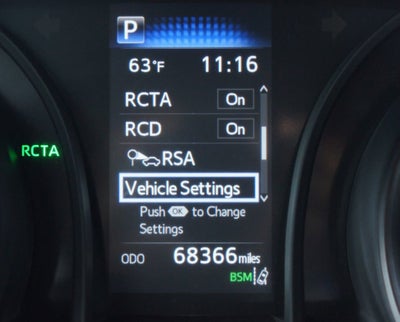 P
63°F 11:16
RCTA On
RCD On
RCTA
RSA
Vehicle Settings
Push OK to Change
Settings
ODO 68366 miles
BSM